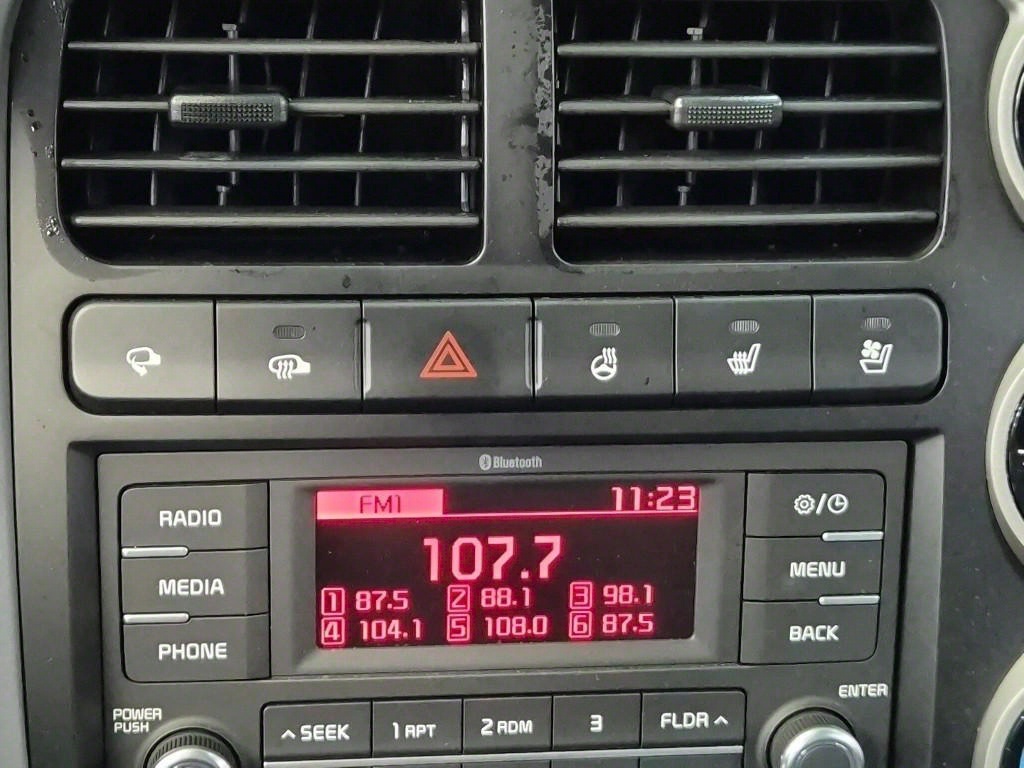 Bluetooth
RADIO
MEDIA
PHONE
FM1 11:23
107.7
1 87.5 2 88.1 3 98.1
4 104.1 5 108.0 6 87.5
MENU
BACK
POWER
PUSH
ENTER
SEEK 1 RPT 2 RDM 3 FLDR